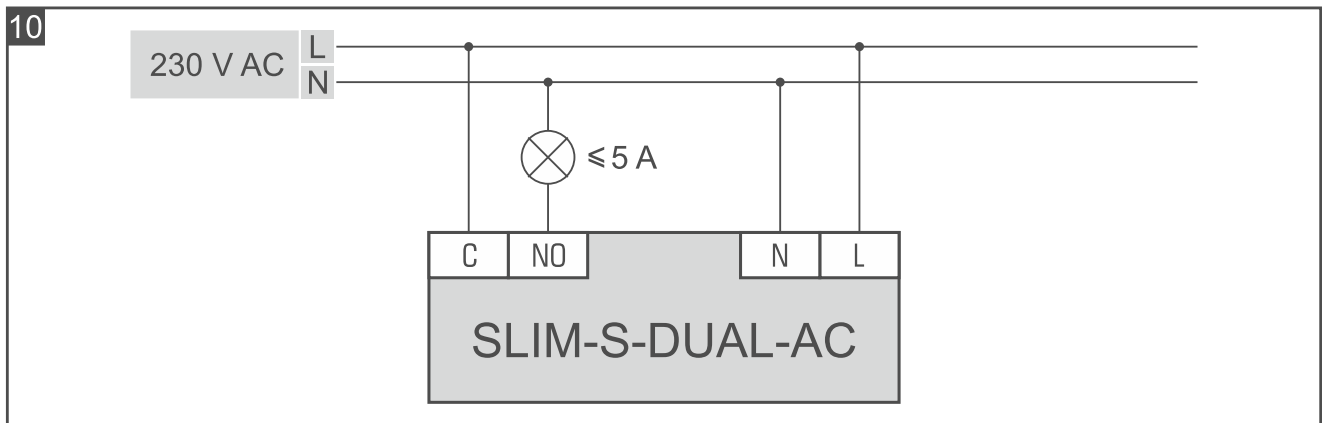 10
230 V AC
L
N
⩽ 5 A
C NO N L
SLIM-S-DUAL-AC